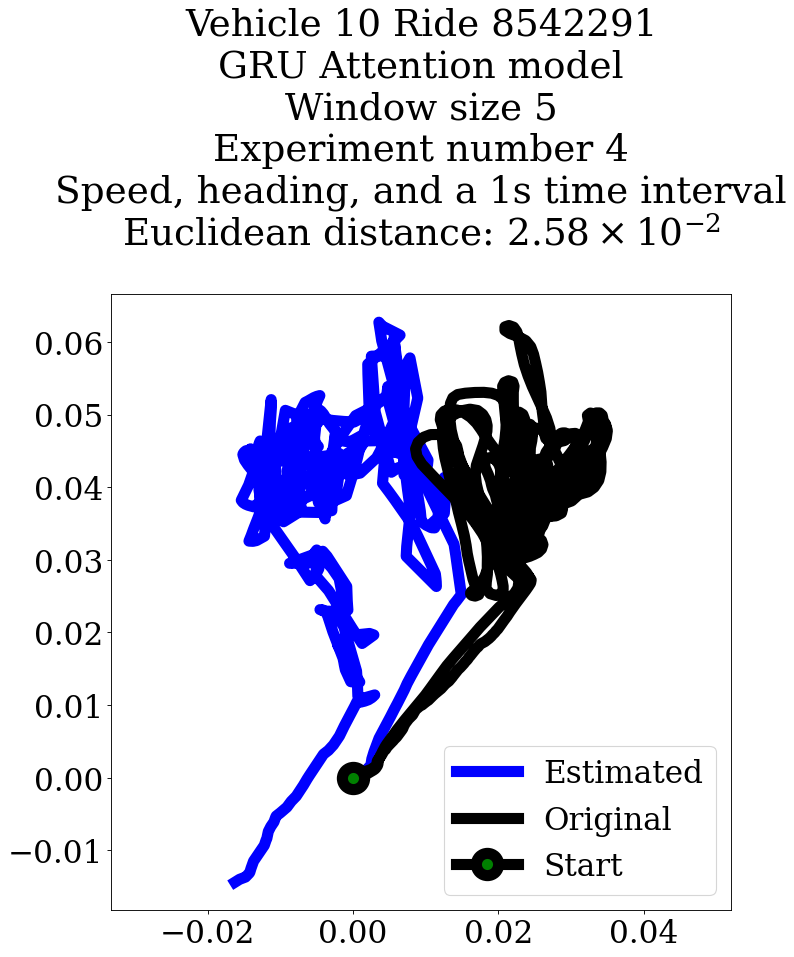 Vehicle 10 Ride 8542291
GRU Attention model
Window size 5
Experiment number 4
Speed, heading, and a 1s time interval
Euclidean distance: 2.58 × 10⁻²
0.06
0.05
0.04
0.03
0.02
0.01
0.00
−0.01
−0.02
0.00
0.02
0.04
Estimated
Original
Start